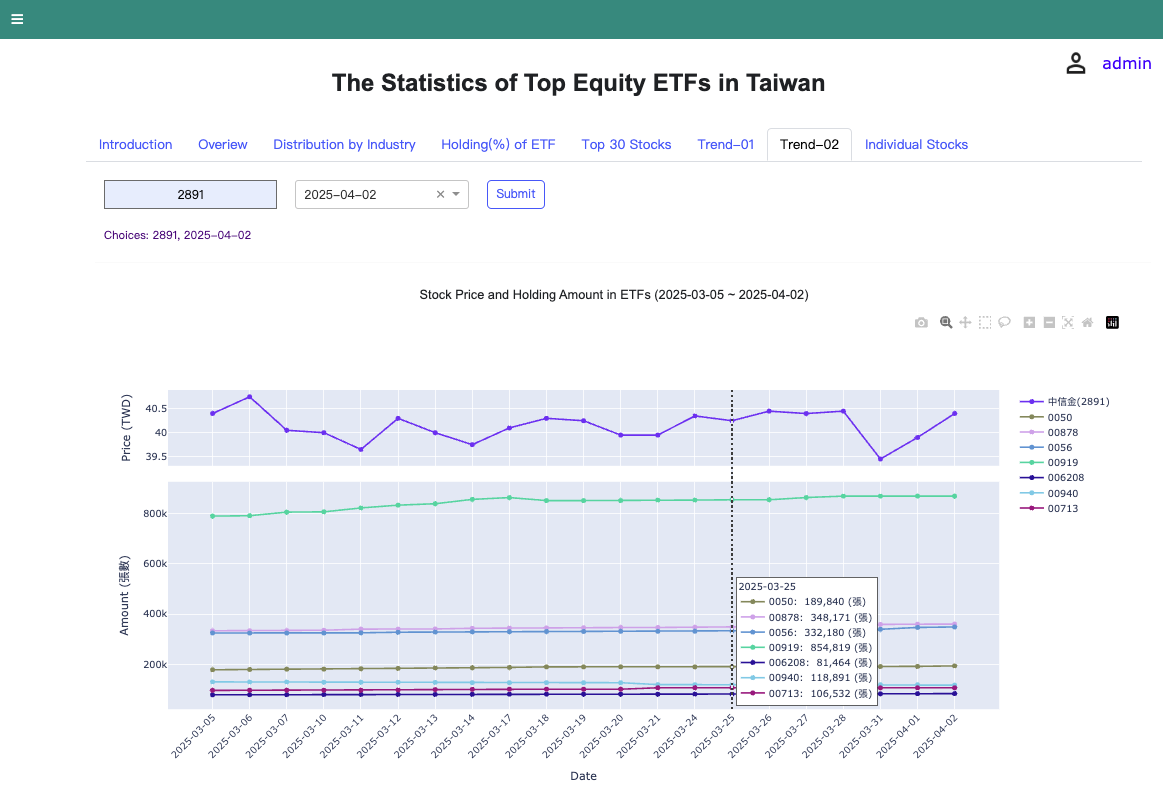 admin
The Statistics of Top Equity ETFs in Taiwan
Introduction Overiew Distribution by Industry Holding(%) of ETF Top 30 Stocks Trend-01 Trend-02 Individual Stocks
2891 2025-04-02 × Submit
Choices: 2891, 2025-04-02
Stock Price and Holding Amount in ETFs (2025-03-05 ~ 2025-04-02)
Price (TWD)
40.5
40
39.5
中信金(2891)
0050
00878
0056
00919
006208
00940
00713
Amount (張數)
800k
600k
400k
200k
2025-03-25
0050: 189,840 (張)
00878: 348,171 (張)
0056: 332,180 (張)
00919: 854,819 (張)
006208: 81,464 (張)
00940: 118,891 (張)
00713: 106,532 (張)
2025-03-05 2025-03-06 2025-03-07 2025-03-10 2025-03-11 2025-03-12 2025-03-13 2025-03-14 2025-03-17 2025-03-18 2025-03-19 2025-03-20 2025-03-21 2025-03-24 2025-03-25 2025-03-26 2025-03-27 2025-03-28 2025-03-31 2025-04-01 2025-04-02
Date